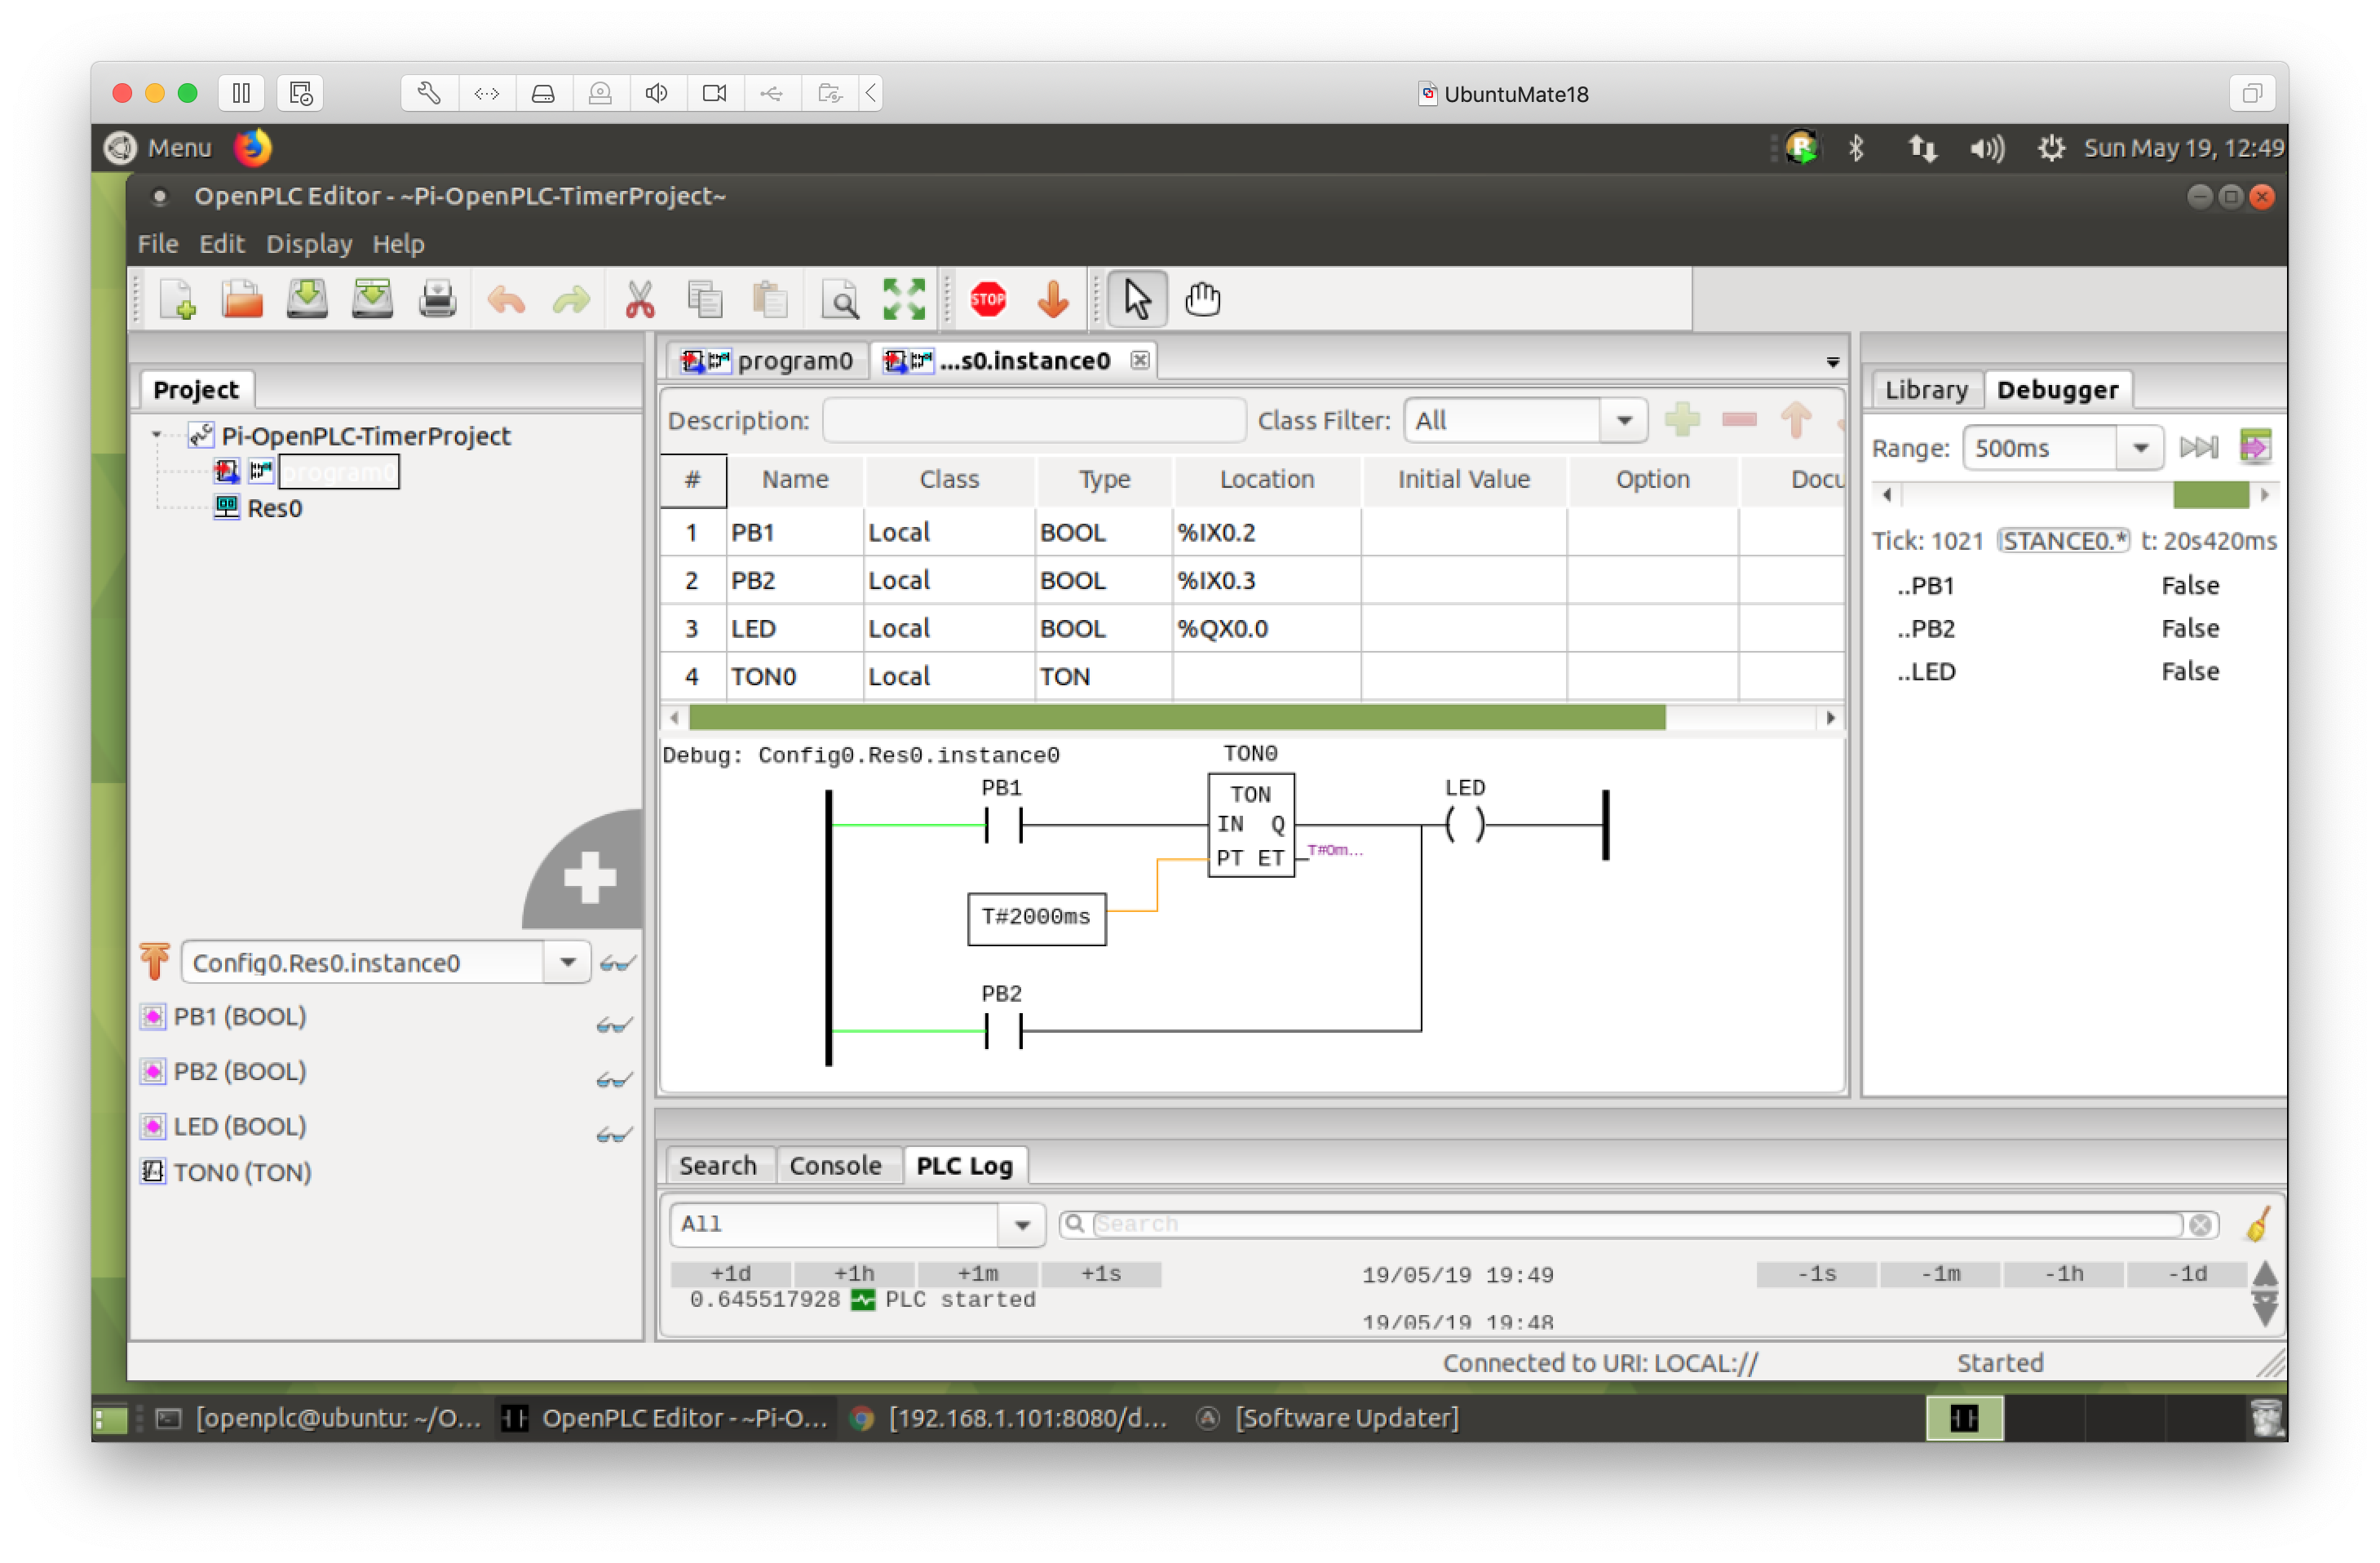 UbuntuMate18
Menu
Sun May 19, 12:49
OpenPLC Editor - ~Pi-OpenPLC-TimerProject~
File Edit Display Help
STOP
Project
Pi-OpenPLC-TimerProject
program0
Res0
program0 ...s0.instance0
Description: Class Filter: All
# Name Class Type Location Initial Value Option Docu
1 PB1 Local BOOL %IX0.2
2 PB2 Local BOOL %IX0.3
3 LED Local BOOL %QX0.0
4 TON0 Local TON
Debug: Config0.Res0.instance0
TON0
PB1
TON
LED
IN Q
( )
PT ET
T#0m...
T#2000ms
PB2
Library Debugger
Range: 500ms
Tick: 1021 STANCE0.* t: 20s420ms
..PB1 False
..PB2 False
..LED False
Config0.Res0.instance0
PB1 (BOOL)
PB2 (BOOL)
LED (BOOL)
TON0 (TON)
Search Console PLC Log
All
Search
+1d +1h +1m +1s 19/05/19 19:49 -1s -1m -1h -1d
0.645517928 PLC started
19/05/19 19:48
Connected to URI: LOCAL:// Started
[openplc@ubuntu: ~/O... OpenPLC Editor - ~Pi-O... [192.168.1.101:8080/d... [Software Updater]